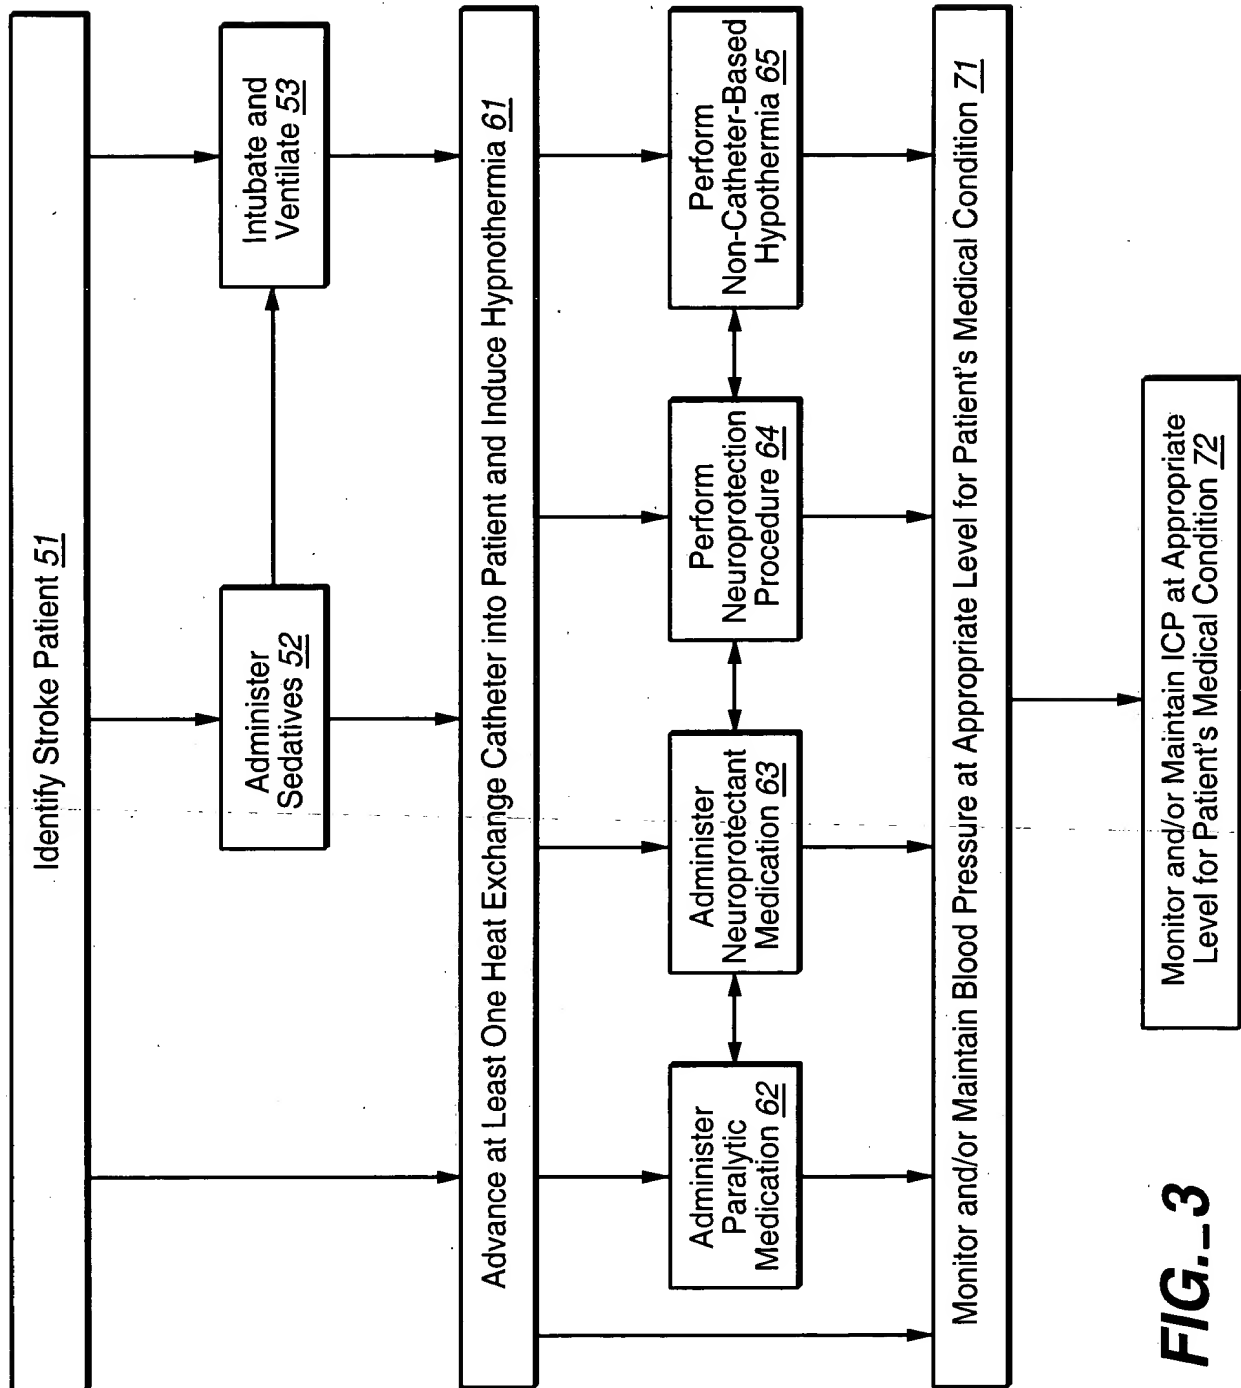 Identify Stroke Patient 51
Administer
Sedatives 52
Intubate and
Ventilate 53
Advance at Least One Heat Exchange Catheter into Patient and Induce Hypnothermia 61
Administer
Paralytic
Medication 62
Administer
Neuroprotectant
Medication 63
Perform
Neuroprotection
Procedure 64
Perform
Non-Catheter-Based
Hypothermia 65
Monitor and/or Maintain Blood Pressure at Appropriate Level for Patient's Medical Condition 71
Monitor and/or Maintain ICP at Appropriate
Level for Patient's Medical Condition 72
FIG._3